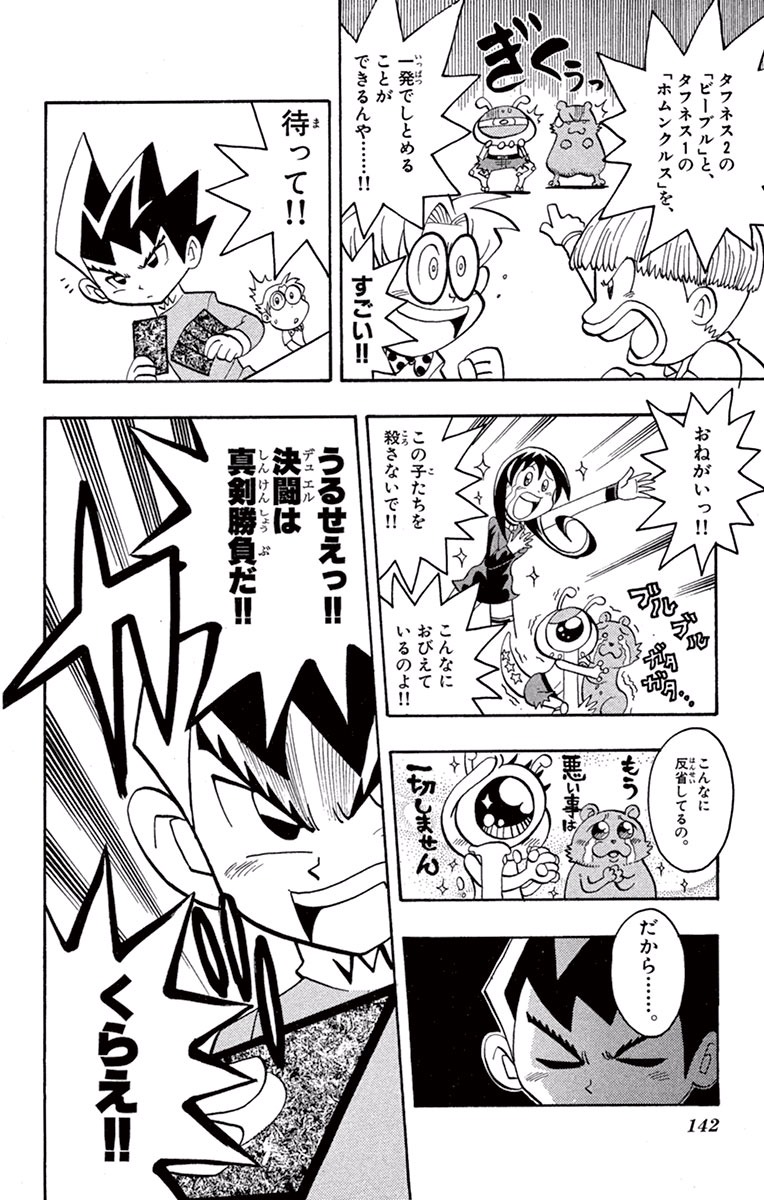 タフネス2の
「ビーブル」と、
タフネス1の
「ホムンクルス」を、
ぎくぅっ
一発でしとめる
ことが
できるんや……!!
すごい!!
待って!!
おねがいっ!!
この子たちを
殺さないで!!
ブルブル
ガタ
ガタ…
こんなに
おびえて
いるのよ!!
こんなに
反省してるの。
もう
悪い事は
一切しません
だから……。
うるせえっ!!
決闘は
真剣勝負だ!!
くらえ!!
142